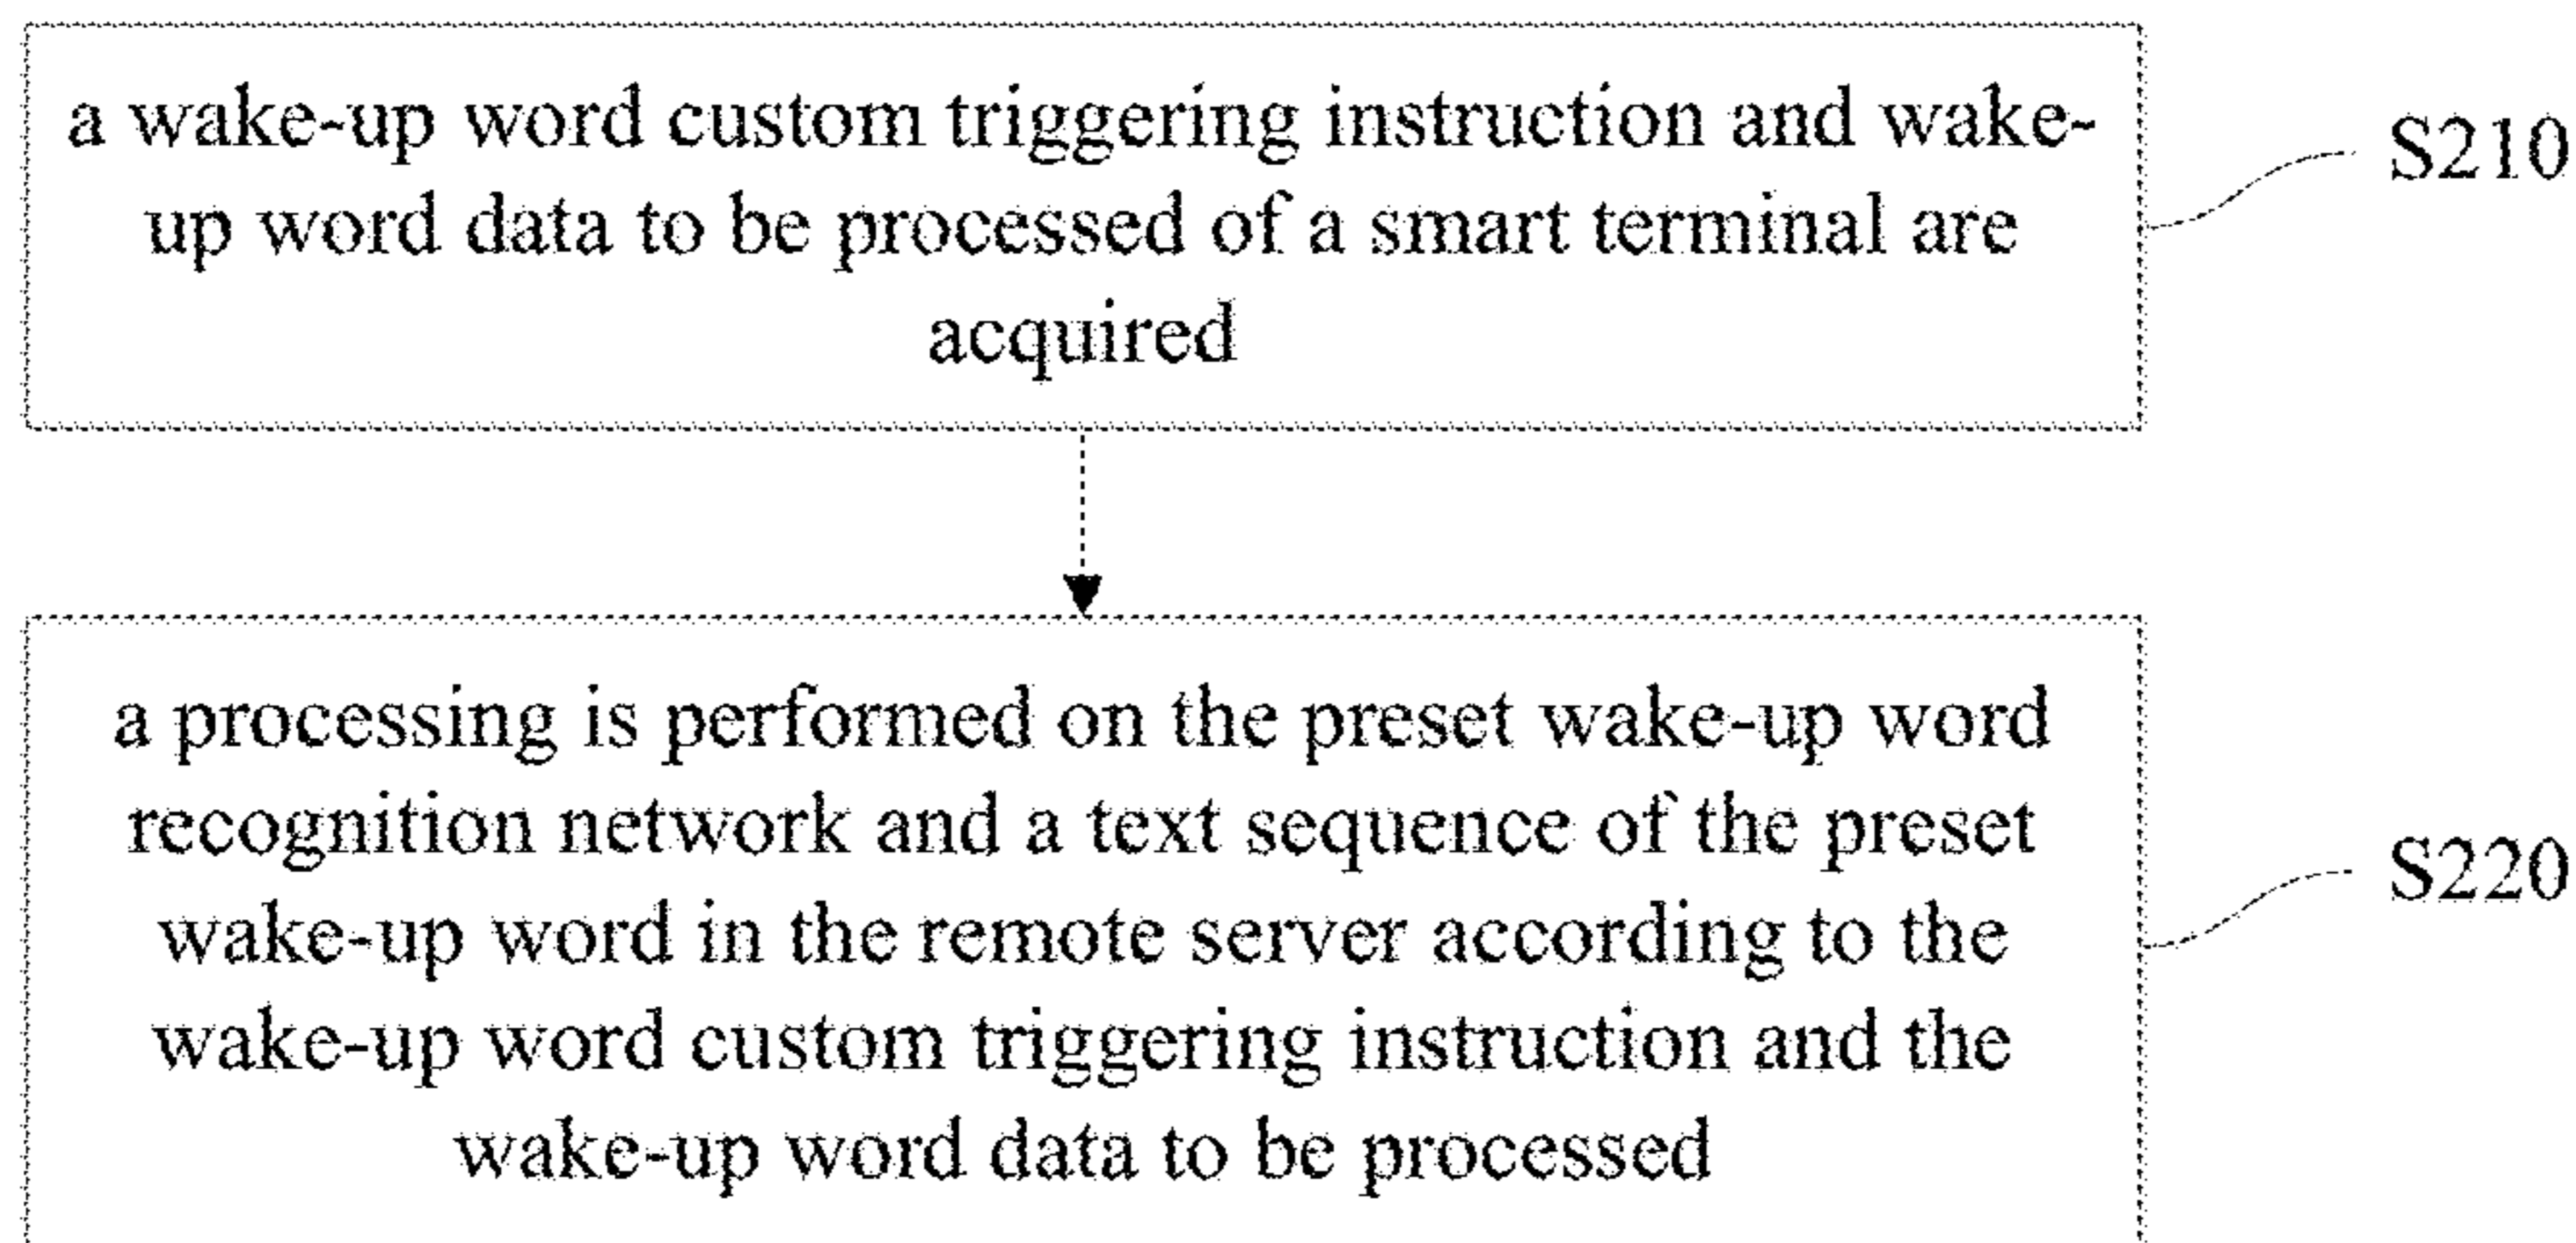 a wake-up word custom triggering instruction and wake-
up word data to be processed of a smart terminal are
acquired
S210
a processing is performed on the preset wake-up word
recognition network and a text sequence of the preset
wake-up word in the remote server according to the
wake-up word custom triggering instruction and the
wake-up word data to be processed
S220